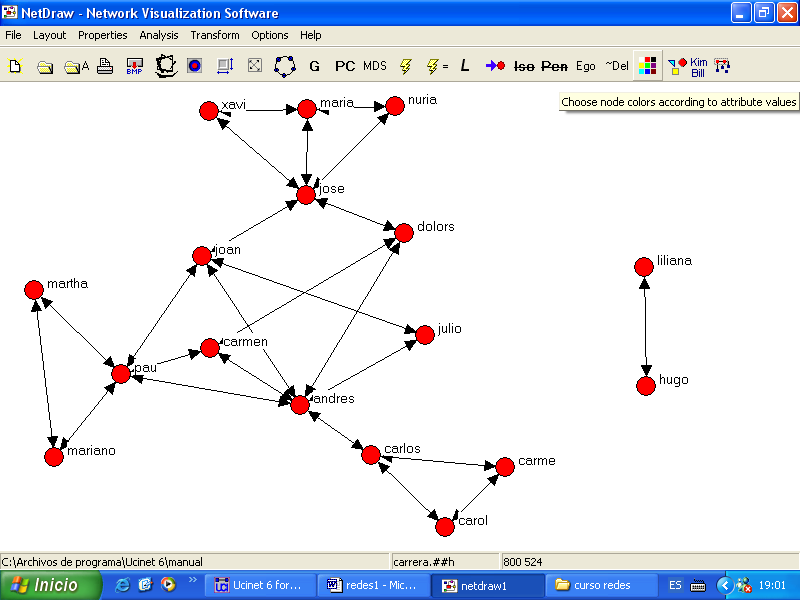 NetDraw - Network Visualization Software
File Layout Properties Analysis Transform Options Help
A BMP G PC MDS = L Iso Pen Ego ~Del Kim
Bill
Choose node colors according to attribute values
xavi maria nuria
jose
dolors
joan
liliana
martha
julio
carmen
pau
hugo
andres
mariano
carlos
carme
carol
C:\Archivos de programa\Ucinet 6\manual carrera.##h 800 524
Inicio » Ucinet 6 for... redes1 - Mic... netdraw1 curso redes ES 19:01